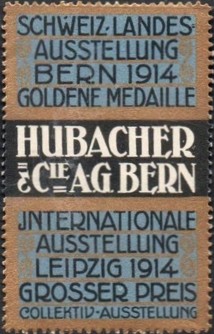 SCHWEIZ·LANDES=
AUSSTELLUNG
BERN 1914
GOLDENE MEDAILLE
HUBACHER
& CIE A.G. BERN
JNTERNATIONALE
AUSSTELLUNG
LEIPZIG 1914
GROSSER PREIS
COLLEKTIV-AUSSTELLUNG